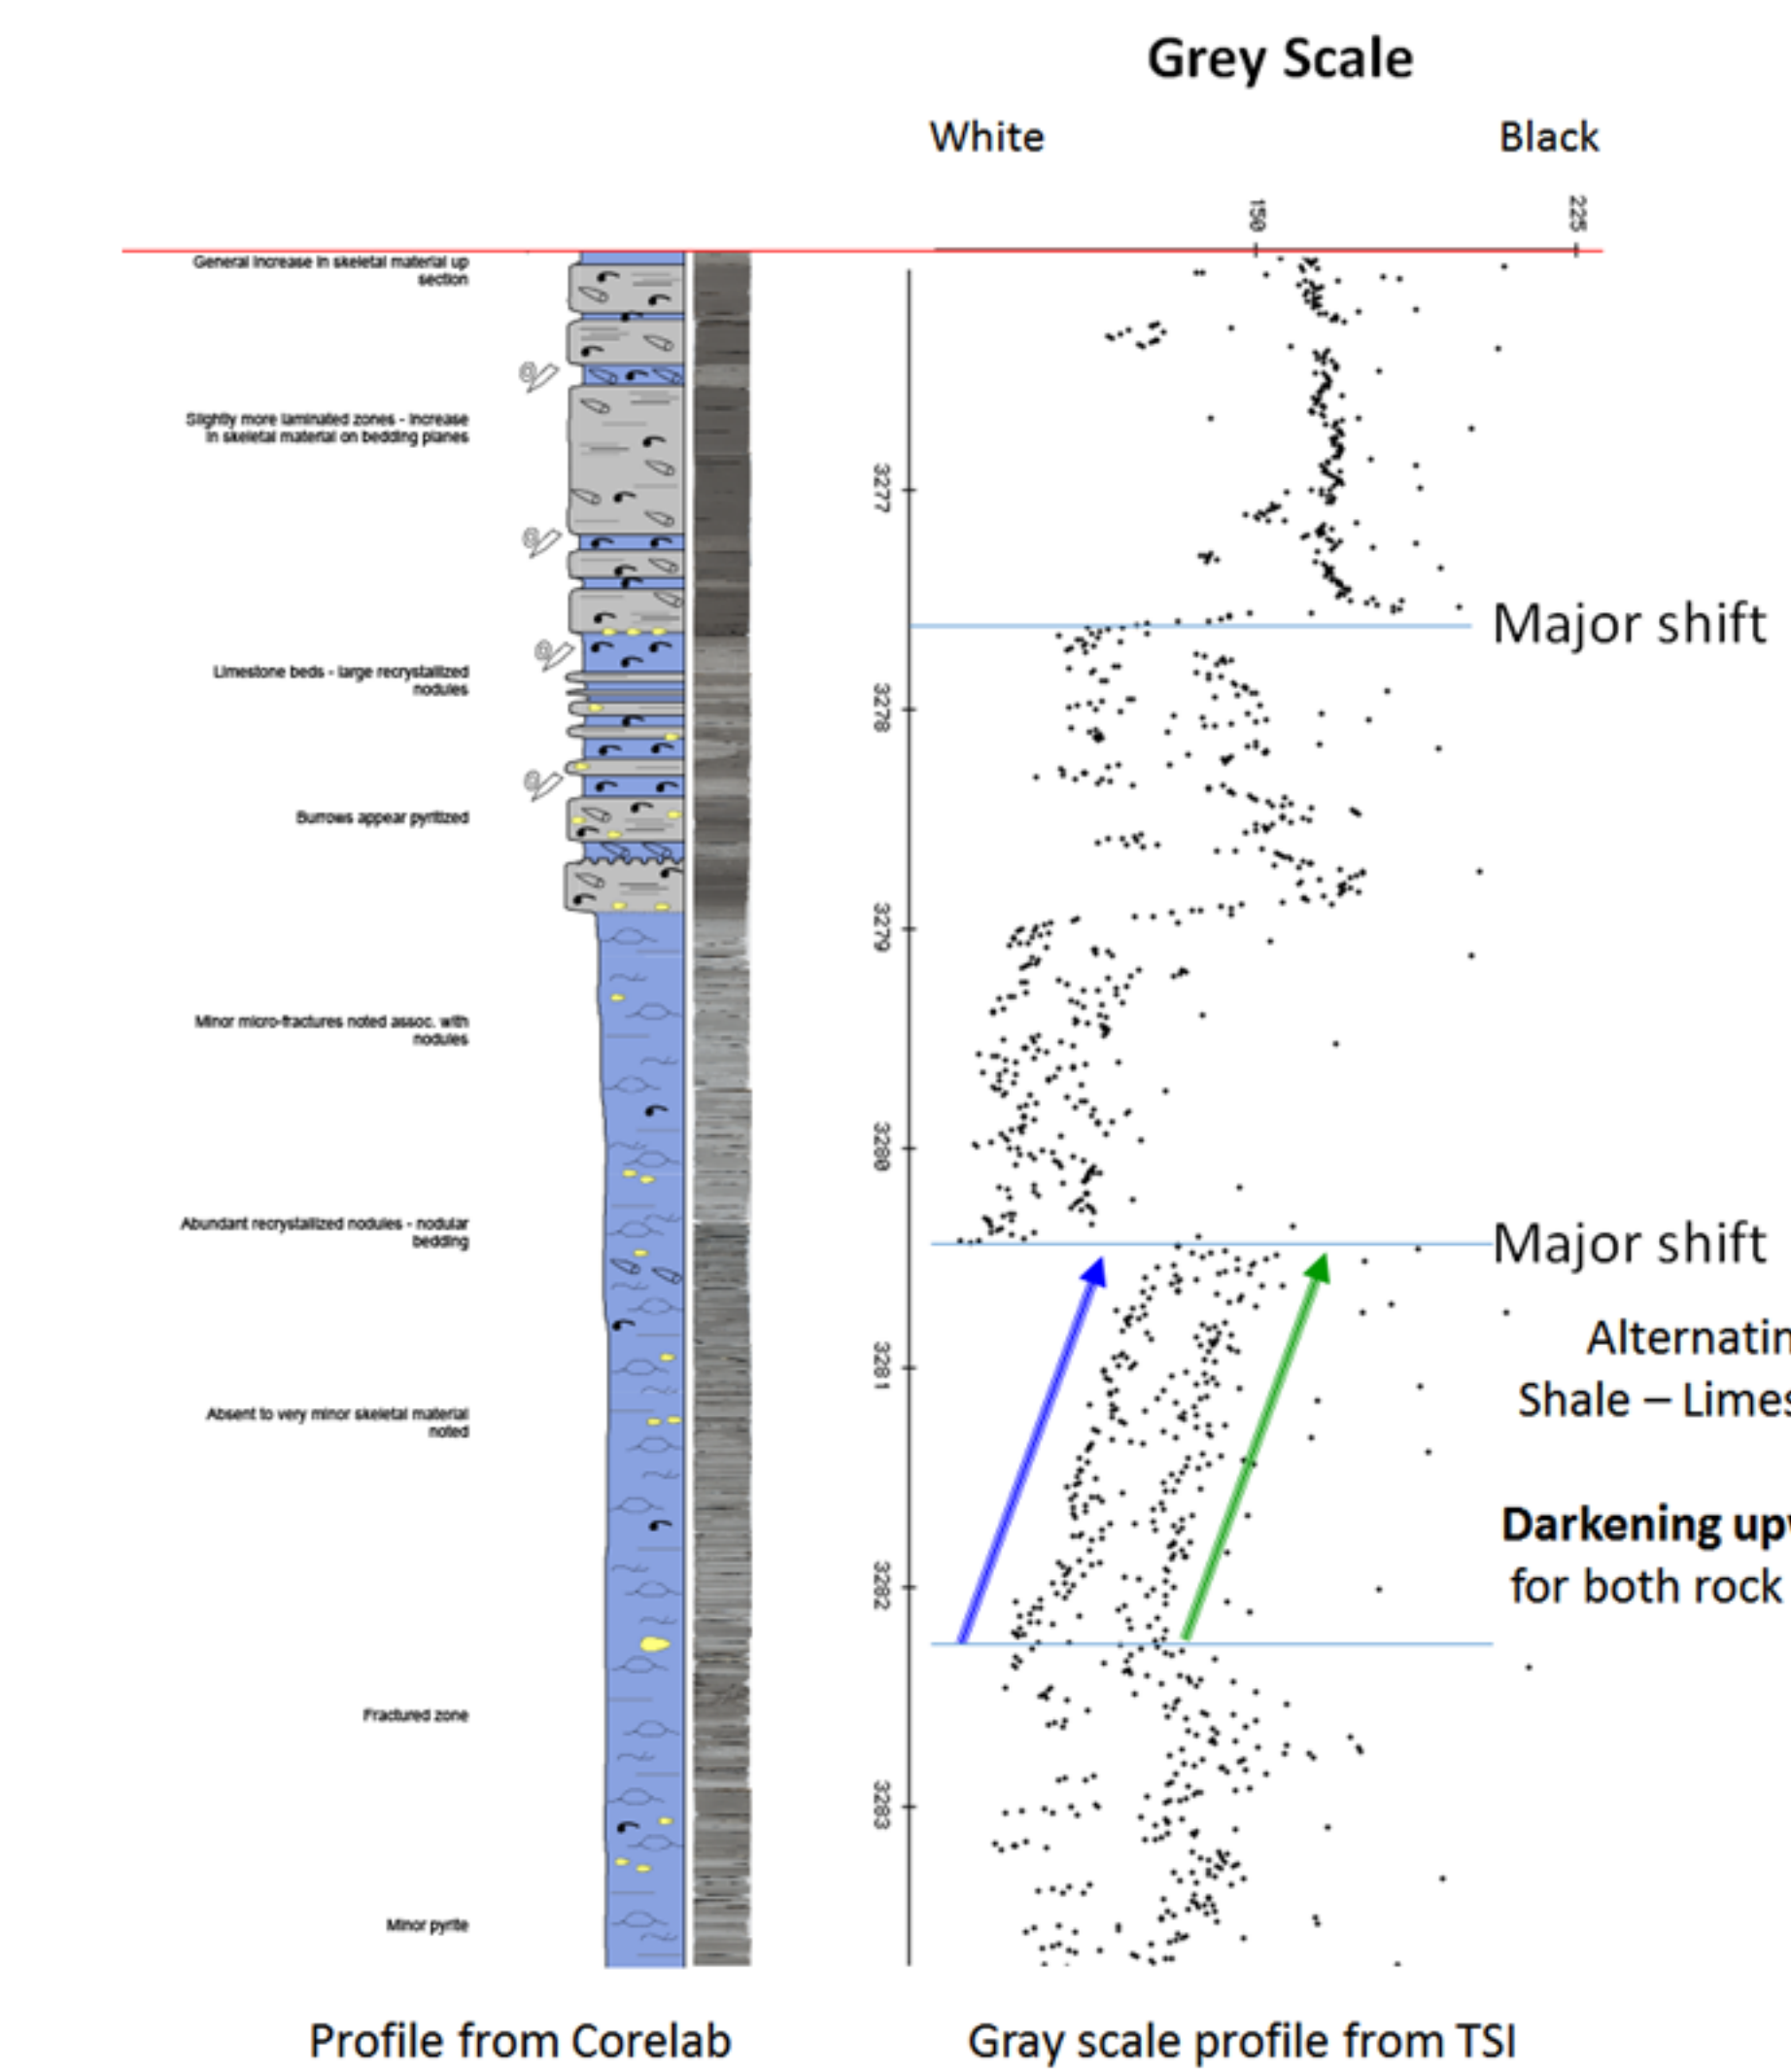 Grey Scale
White
Black
150
225
General increase in skeletal material up
section
Slightly more laminated zones - increase
in skeletal material on bedding planes
3277
Major shift
Limestone beds - large recrystallized
nodules
3278
Burrows appear pyritized
3279
Minor micro-fractures noted assoc. with
nodules
3280
Abundant recrystallized nodules - nodular
bedding
Major shift
Alternatin
Shale – Limes
3281
Absent to very minor skeletal material
noted
Darkening upw
for both rock
3282
Fractured zone
3283
Minor pyrite
Profile from Corelab
Gray scale profile from TSI